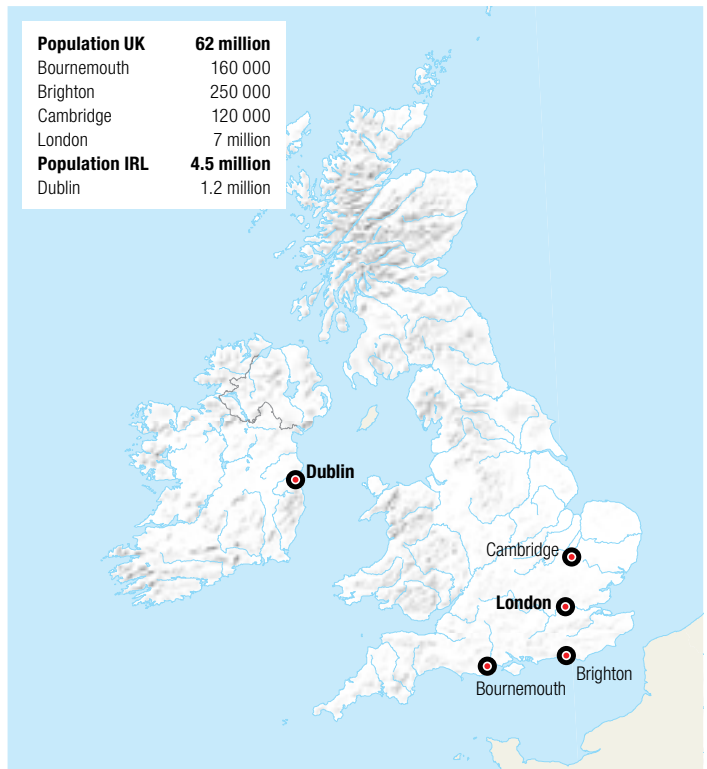 Population UK 62 million
Bournemouth 160 000
Brighton 250 000
Cambridge 120 000
London 7 million
Population IRL 4.5 million
Dublin 1.2 million
Dublin
Cambridge
London
Brighton
Bournemouth